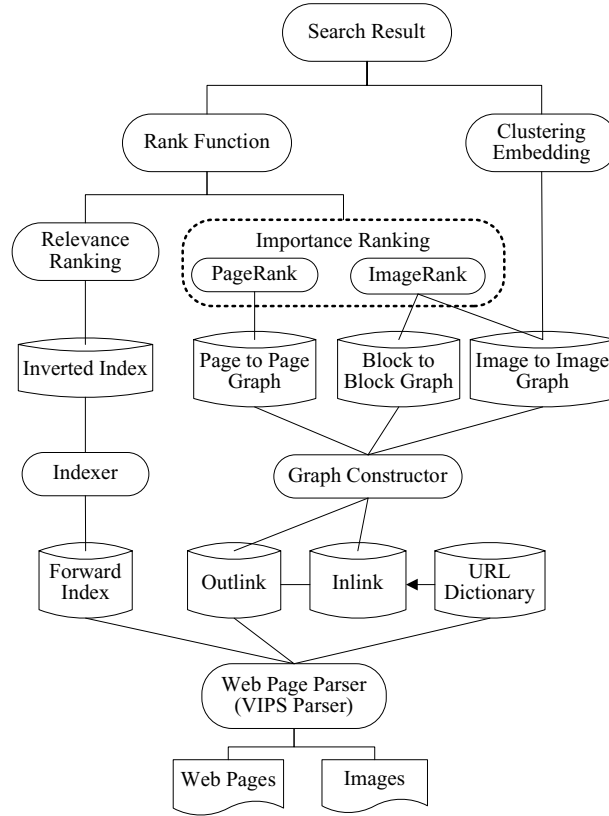 Search Result
Rank Function
Clustering
Embedding
Relevance
Ranking
Importance Ranking
PageRank
ImageRank
Inverted Index
Page to Page
Graph
Block to
Block Graph
Image to Image
Graph
Indexer
Graph Constructor
Forward
Index
Outlink
Inlink
URL
Dictionary
Web Page Parser
(VIPS Parser)
Web Pages
Images